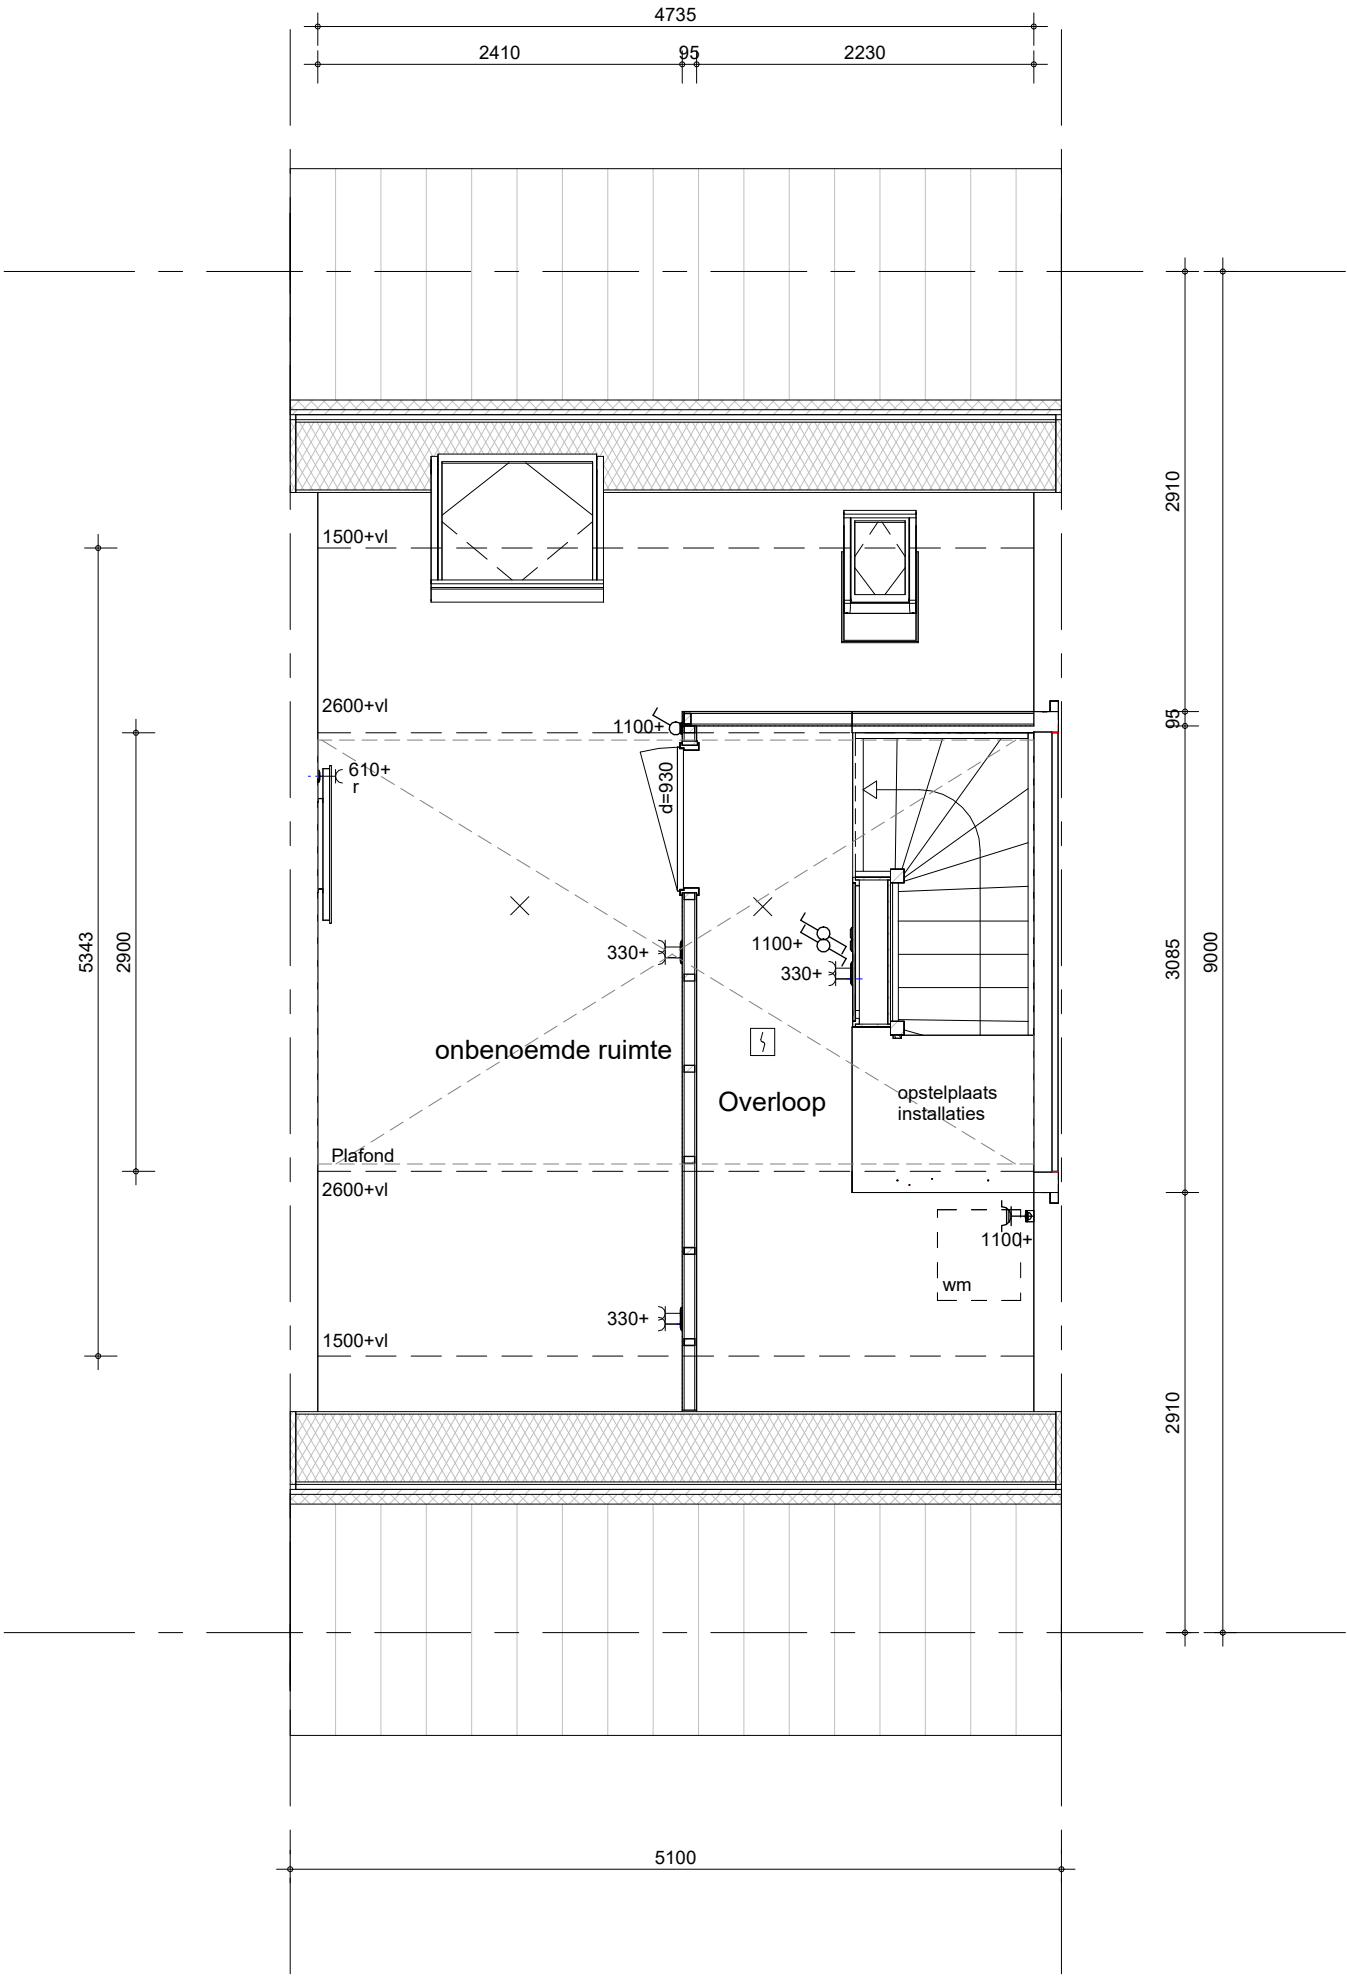 4735
2410
95
2230
2910
1500+vl
2600+vl
1100+
95
610+
r
d=930
5343
2900
330+
1100+
330+
3085
9000
onbenoemde ruimte
Overloop
opstelplaats
installaties
Plafond
2600+vl
1100+
wm
330+
1500+vl
2910
5100